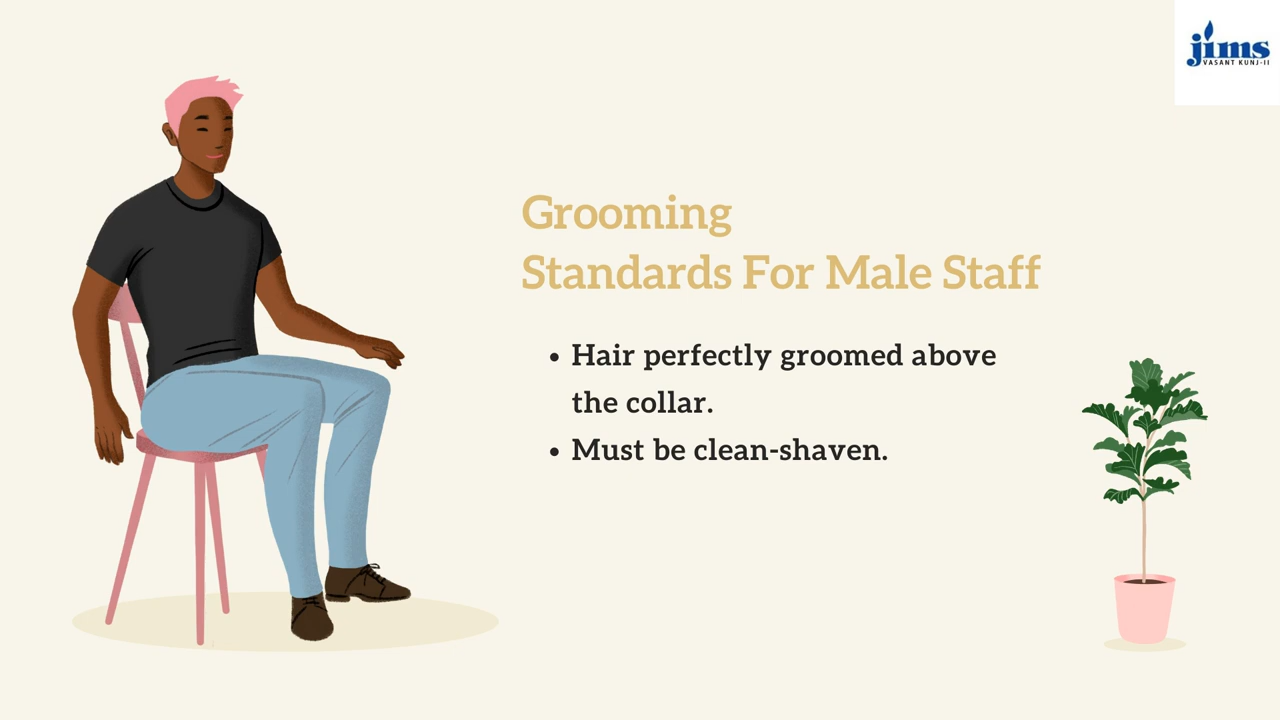 jims
VASANT KUNJ-II
Grooming
Standards For Male Staff
• Hair perfectly groomed above
the collar.
• Must be clean-shaven.